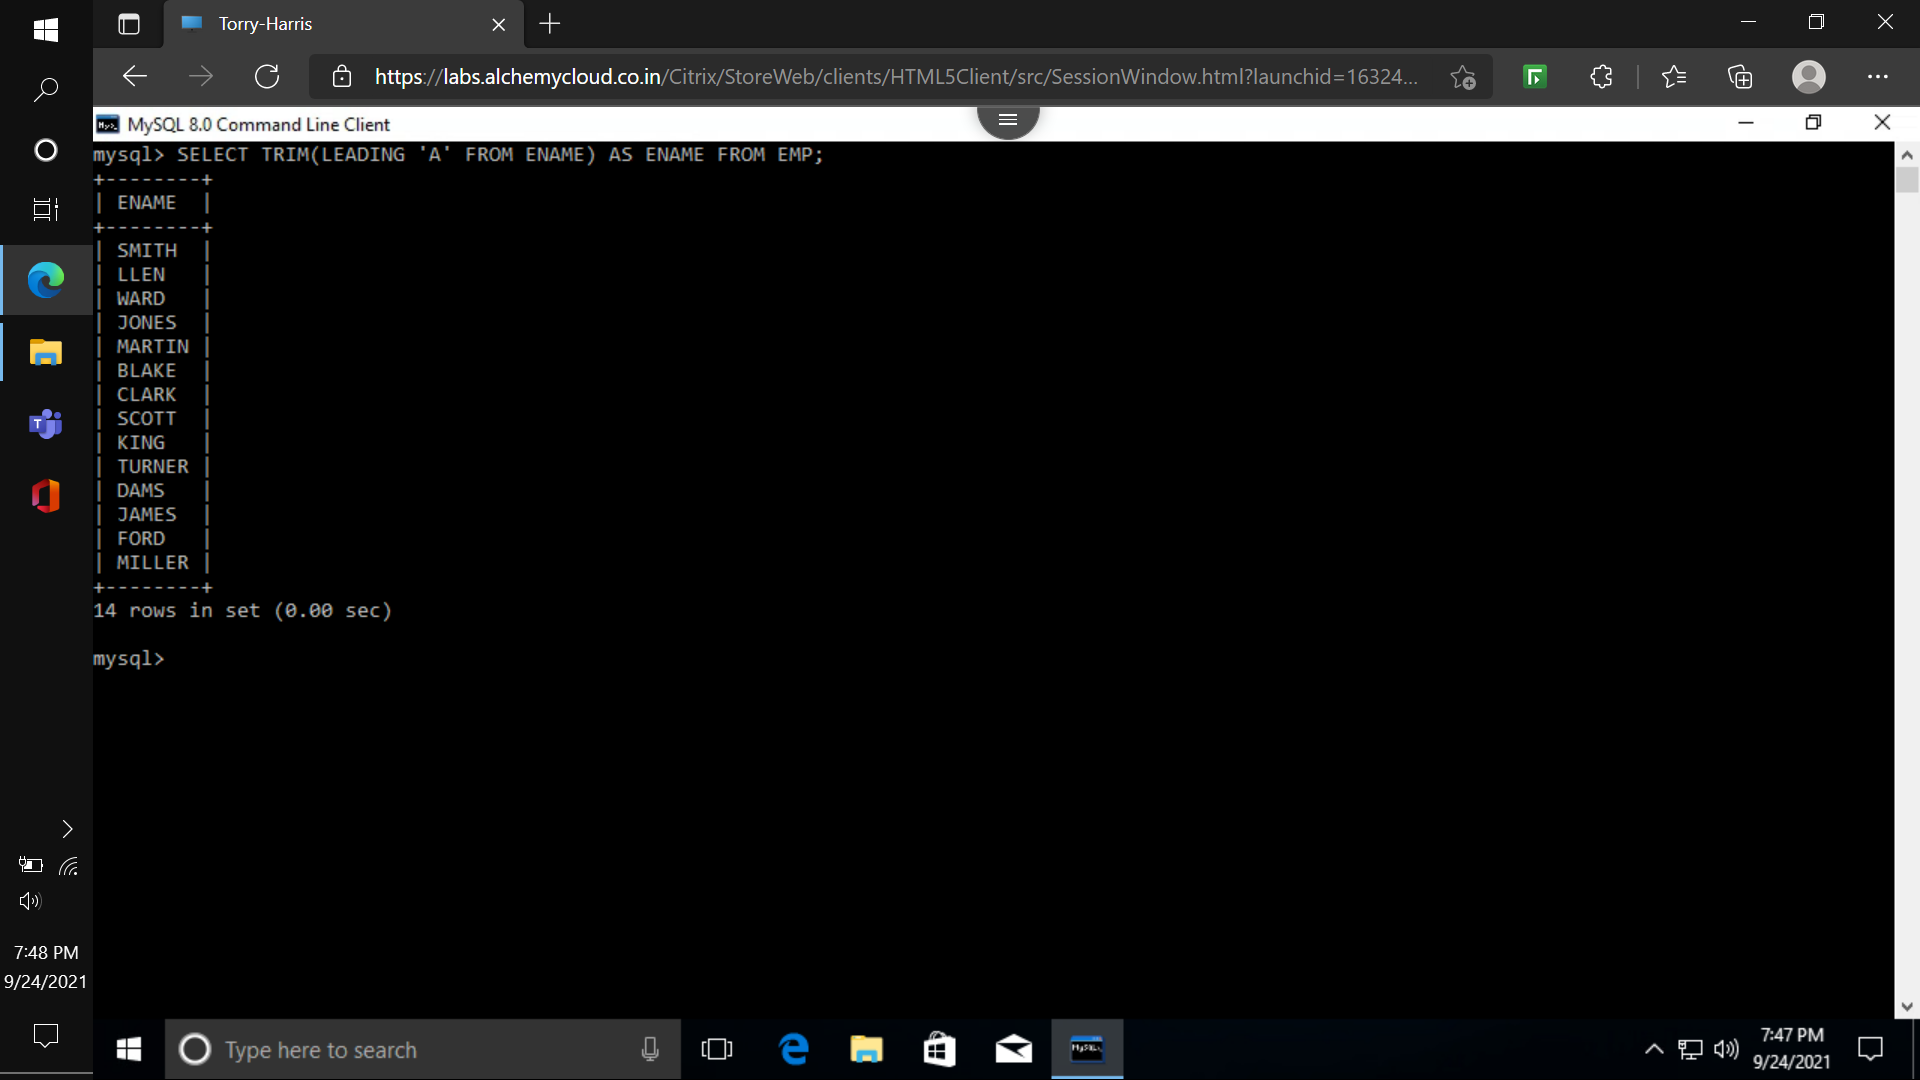 Torry-Harris
https://labs.alchemycloud.co.in/Citrix/StoreWeb/clients/HTML5Client/src/SessionWindow.html?launchid=16324...
MySQL 8.0 Command Line Client
mysql> SELECT TRIM(LEADING 'A' FROM ENAME) AS ENAME FROM EMP;
+--------+
| ENAME  |
+--------+
| SMITH  |
| LLEN   |
| WARD   |
| JONES  |
| MARTIN |
| BLAKE  |
| CLARK  |
| SCOTT  |
| KING   |
| TURNER |
| DAMS   |
| JAMES  |
| FORD   |
| MILLER |
+--------+
14 rows in set (0.00 sec)
mysql>
7:48 PM
9/24/2021
Type here to search
7:47 PM
9/24/2021